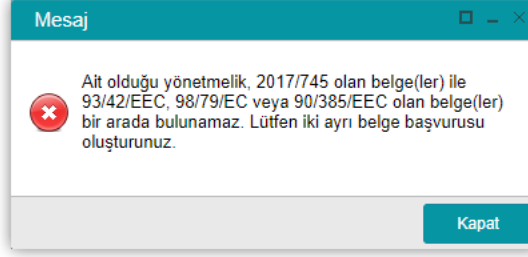 Mesaj
Ait olduğu yönetmelik, 2017/745 olan belge(ler) ile
93/42/EEC, 98/79/EC veya 90/385/EEC olan belge(ler)
bir arada bulunamaz. Lütfen iki ayrı belge başvurusu
oluşturunuz.
Kapat